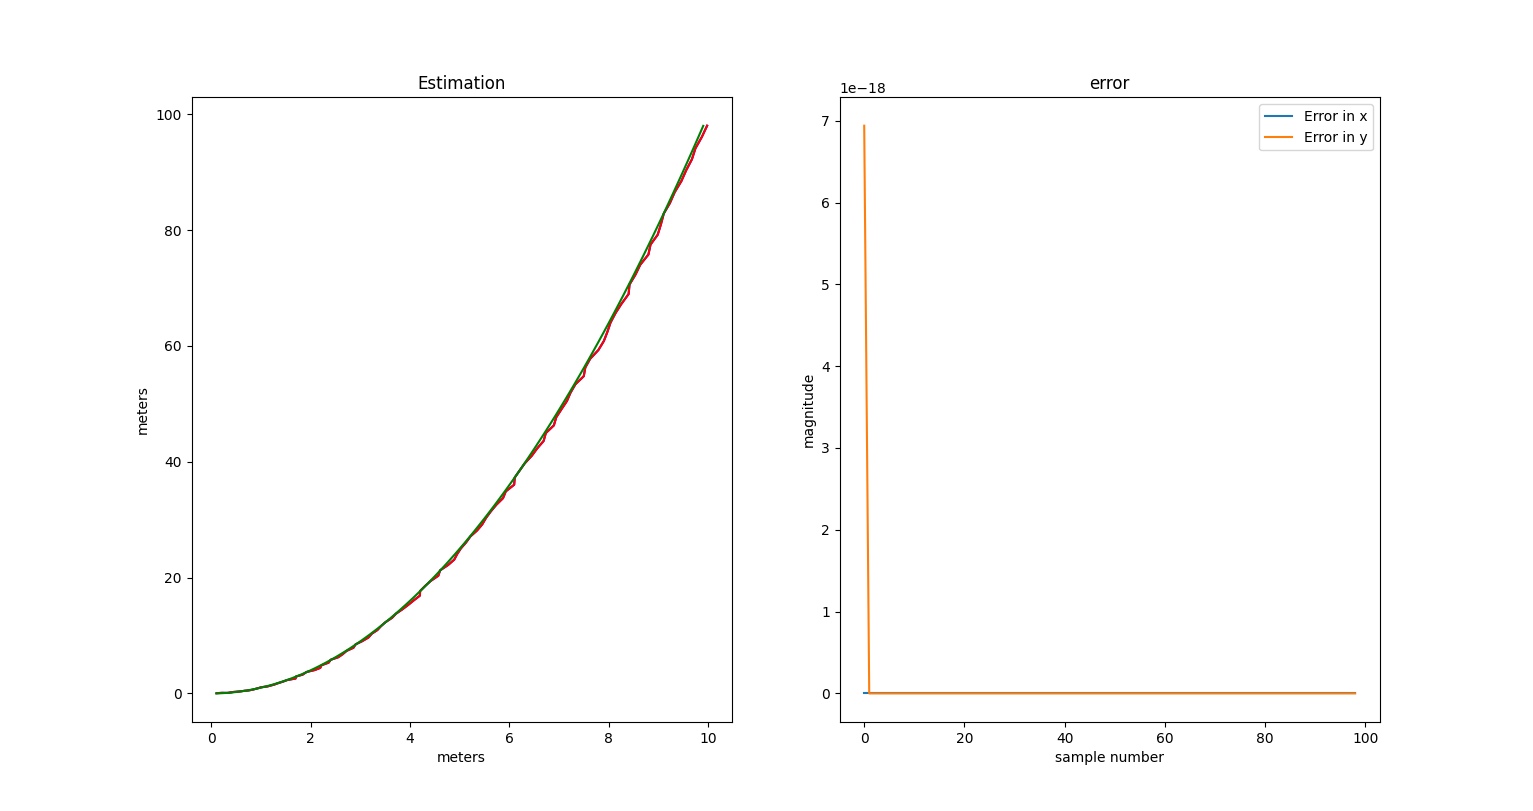 Estimation
100
80
60
40
20
0
meters
0 2 4 6 8 10
meters
error
1e−18
Error in x
Error in y
7
6
5
4
3
2
1
0
magnitude
0 20 40 60 80 100
sample number